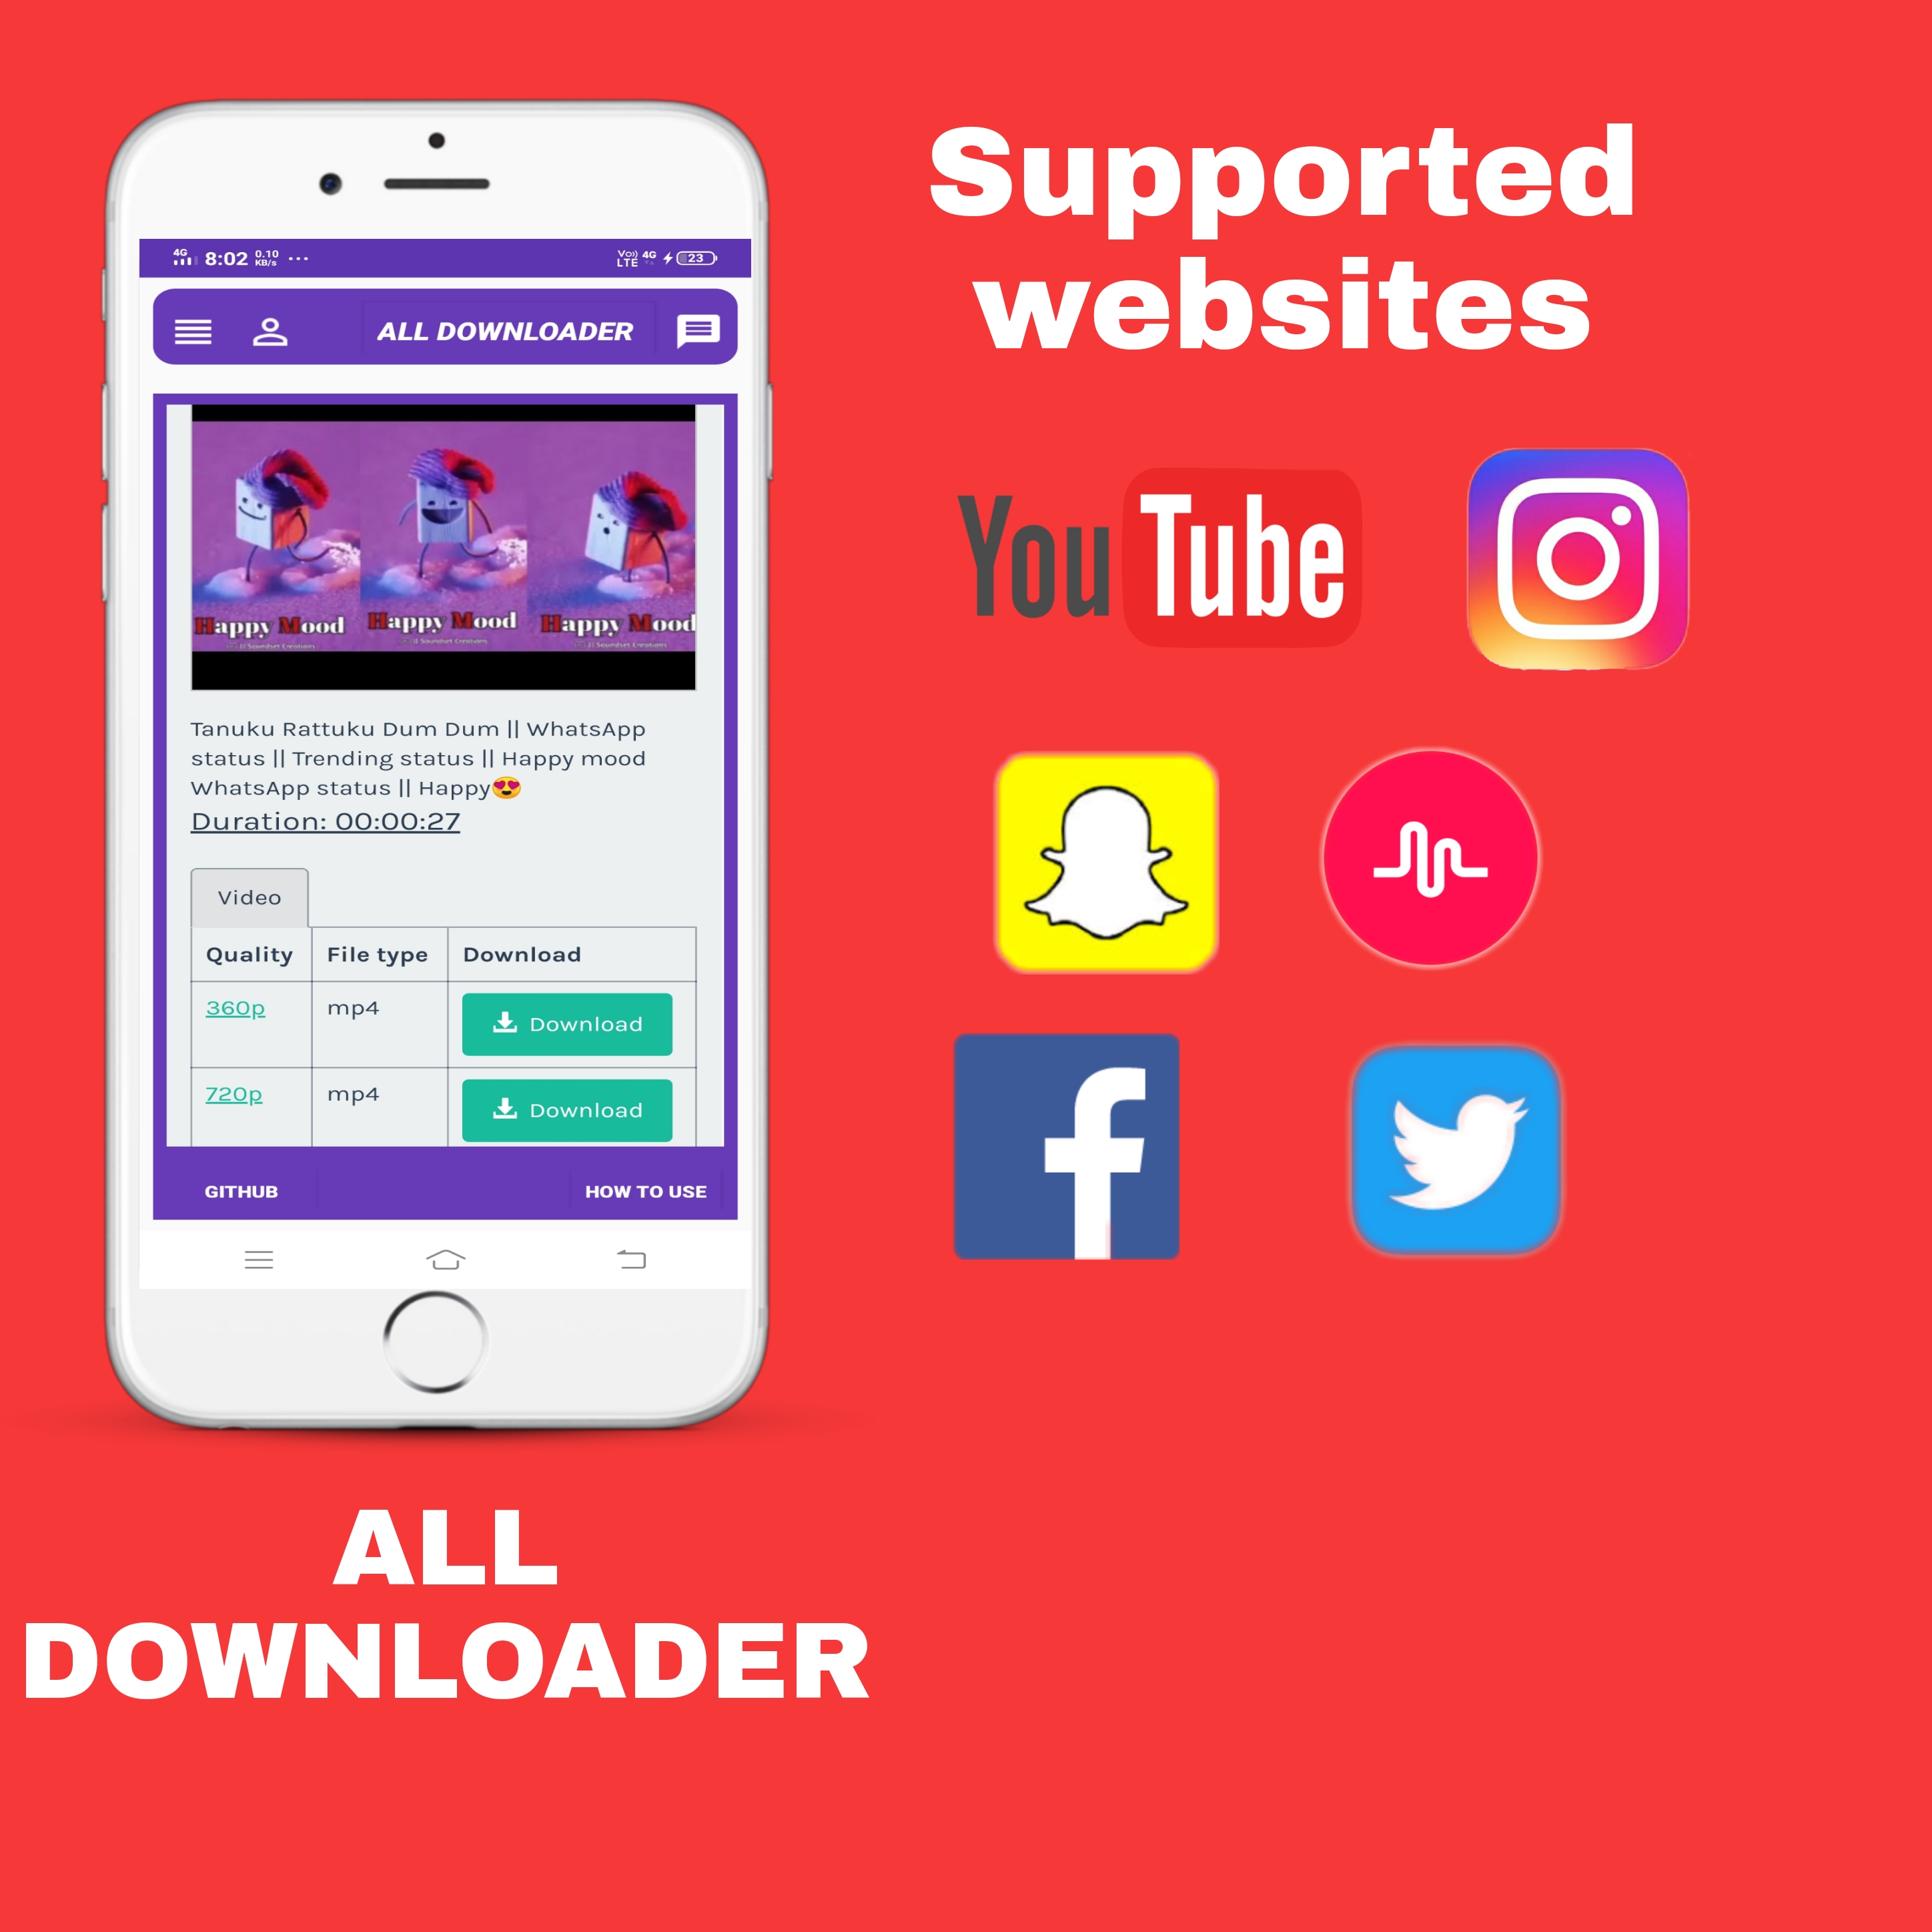 Supported
websites
YouTube
4G 8:02 0.10 KB/s ... Vo)) LTE 4G 23
ALL DOWNLOADER
Happy Mood Happy Mood Happy Mood
Tanuku Rattuku Dum Dum || WhatsApp
status || Trending status || Happy mood
WhatsApp status || Happy😍
Duration: 00:00:27
Video
Quality File type Download
360p mp4 Download
720p mp4 Download
GITHUB HOW TO USE
ALL
DOWNLOADER